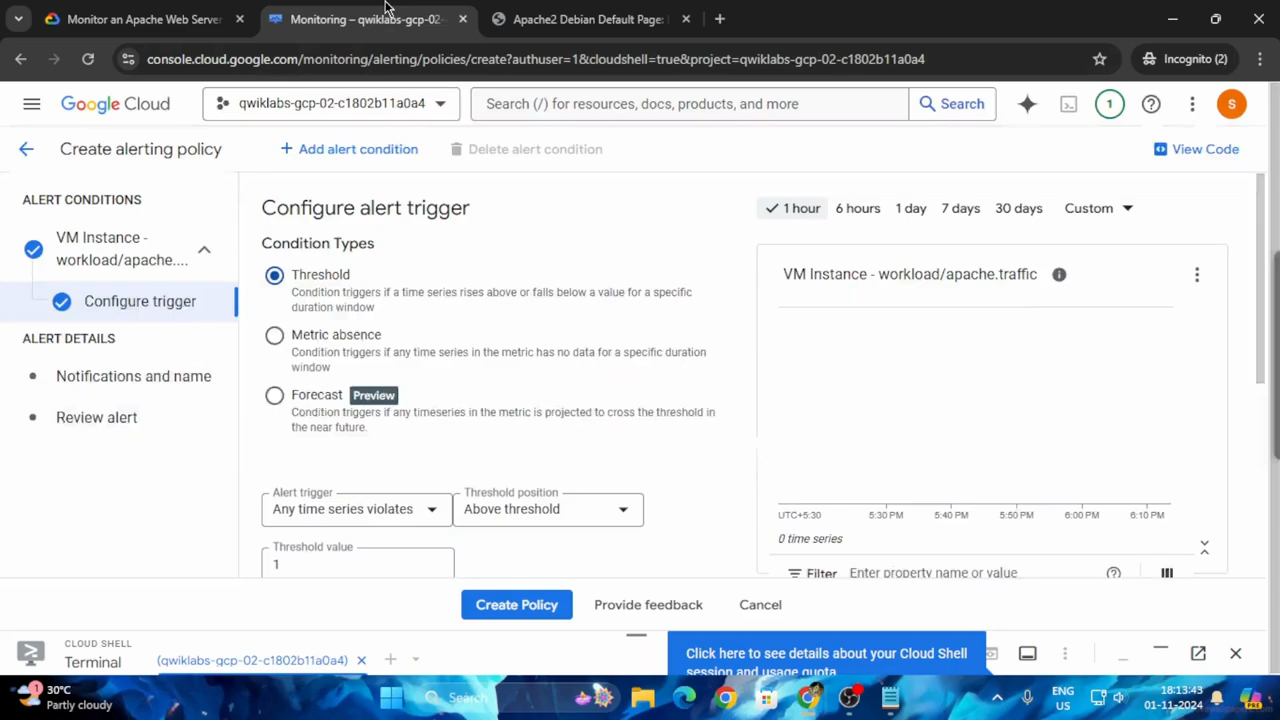 Monitor an Apache Web Server
Monitoring – qwiklabs-gcp-02-
Apache2 Debian Default Page:
console.cloud.google.com/monitoring/alerting/policies/create?authuser=1&cloudshell=true&project=qwiklabs-gcp-02-c1802b11a0a4
Incognito (2)
Google Cloud
qwiklabs-gcp-02-c1802b11a0a4
Search (/) for resources, docs, products, and more
Search
1
S
Create alerting policy
Add alert condition
Delete alert condition
View Code
ALERT CONDITIONS
VM Instance -
workload/apache....
Configure trigger
ALERT DETAILS
Notifications and name
Review alert
Configure alert trigger
Condition Types
Threshold
Condition triggers if a time series rises above or falls below a value for a specific
duration window
Metric absence
Condition triggers if any time series in the metric has no data for a specific duration
window
Forecast Preview
Condition triggers if any timeseries in the metric is projected to cross the threshold in
the near future.
Alert trigger
Any time series violates
Threshold position
Above threshold
Threshold value
1
1 hour
6 hours
1 day
7 days
30 days
Custom
VM Instance - workload/apache.traffic
UTC+5:30
5:30 PM
5:40 PM
5:50 PM
6:00 PM
6:10 PM
0 time series
Filter
Enter property name or value
Create Policy
Provide feedback
Cancel
CLOUD SHELL
Terminal
(qwiklabs-gcp-02-c1802b11a0a4)
Click here to see details about your Cloud Shell
session and usage quota
1
30°C
Partly cloudy
Search
ENG
US
18:13:43
01-11-2024
PRE